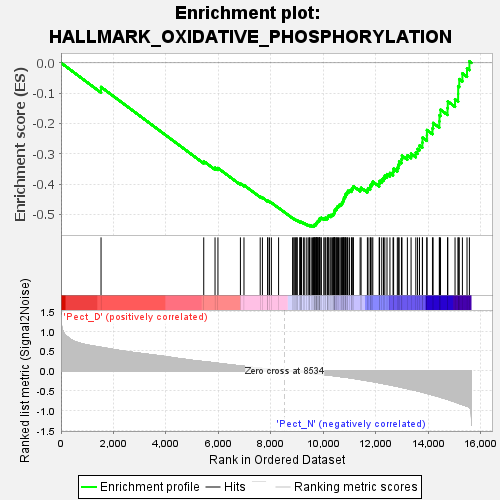 Enrichment plot:
HALLMARK_OXIDATIVE_PHOSPHORYLATION
Enrichment score (ES)
0.0
-0.1
-0.2
-0.3
-0.4
-0.5
Ranked list metric (Signal2Noise)
1.5
1.0
0.5
0.0
-0.5
-1.0
-1.5
'Pect_D' (positively correlated)
Zero cross at 8534
'Pect_N' (negatively correlated)
0
2,000
4,000
6,000
8,000
10,000
12,000
14,000
16,000
Rank in Ordered Dataset
Enrichment profile
Hits
Ranking metric scores